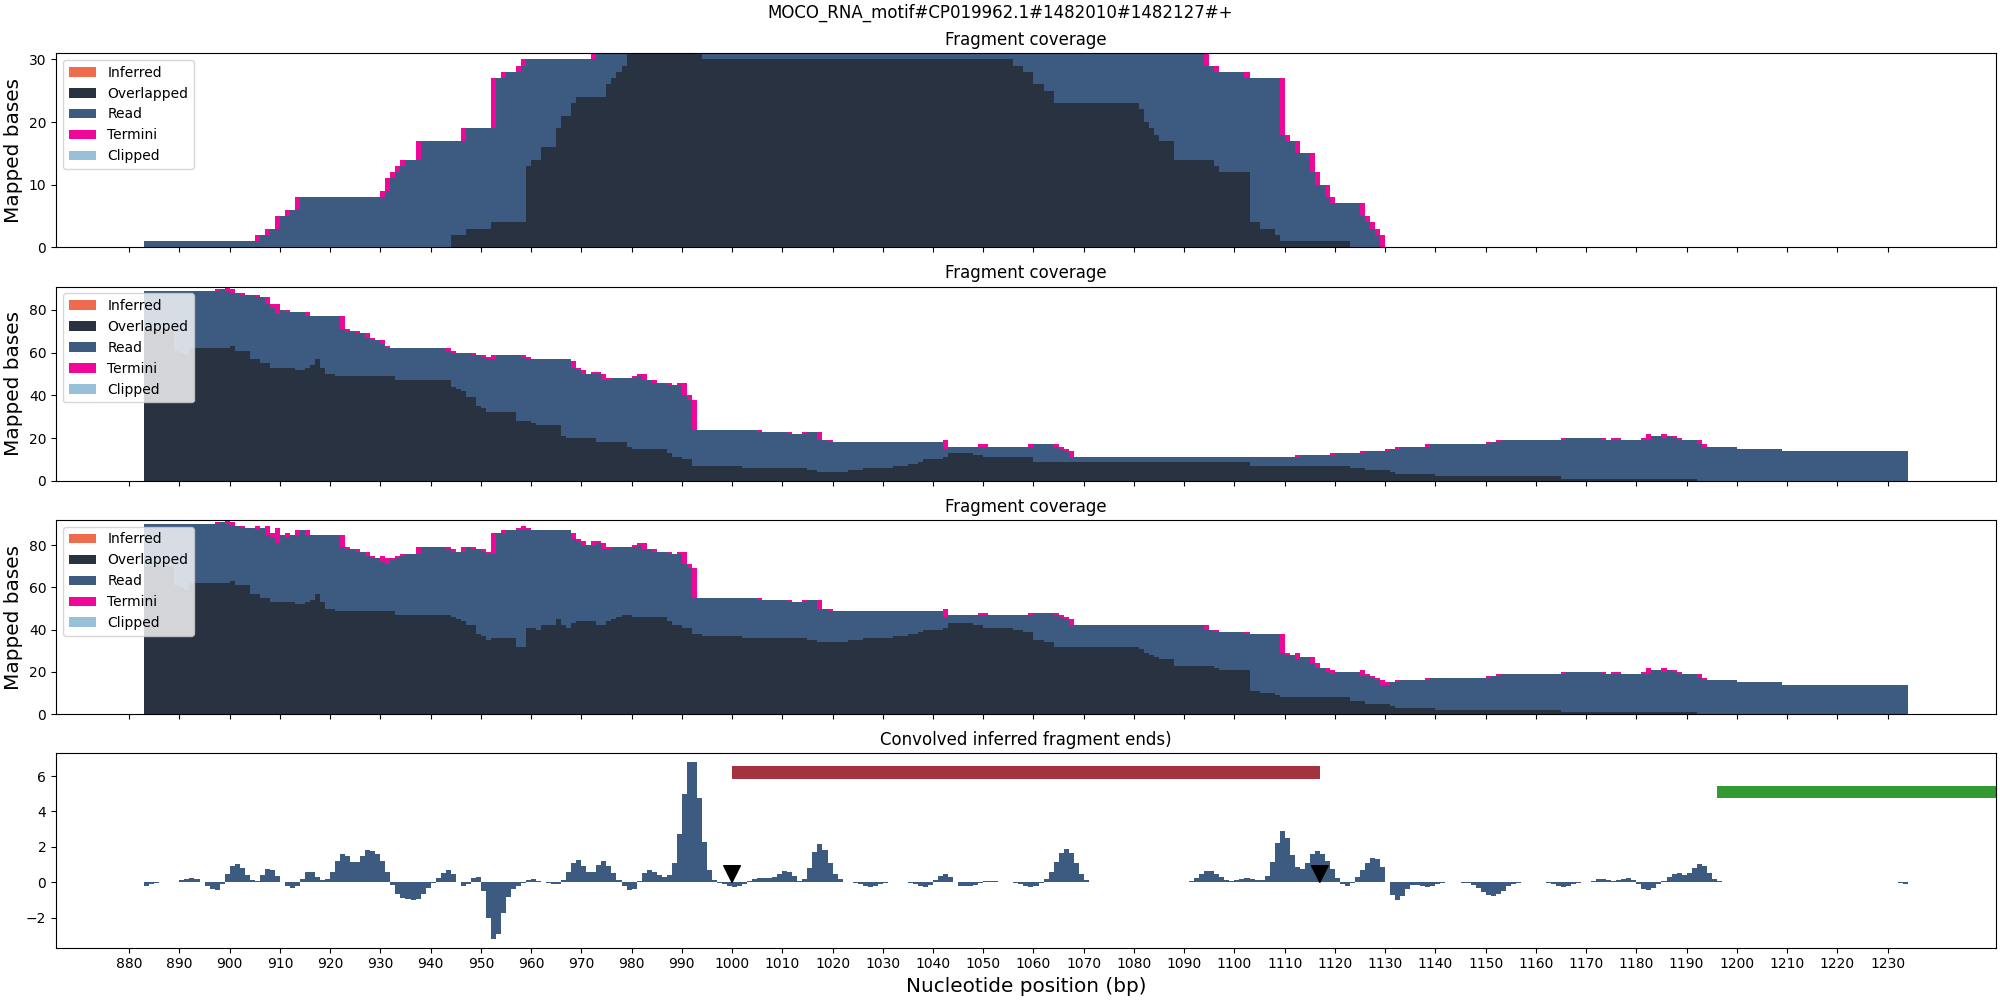 MOCO_RNA_motif#CP019962.1#1482010#1482127#+
Fragment coverage
Mapped bases
30
20
10
0
Inferred
Overlapped
Read
Termini
Clipped
Fragment coverage
Mapped bases
80
60
40
20
0
Inferred
Overlapped
Read
Termini
Clipped
Fragment coverage
Mapped bases
80
60
40
20
0
Inferred
Overlapped
Read
Termini
Clipped
Convolved inferred fragment ends)
6
4
2
0
−2
880 890 900 910 920 930 940 950 960 970 980 990 1000 1010 1020 1030 1040 1050 1060 1070 1080 1090 1100 1110 1120 1130 1140 1150 1160 1170 1180 1190 1200 1210 1220 1230
Nucleotide position (bp)